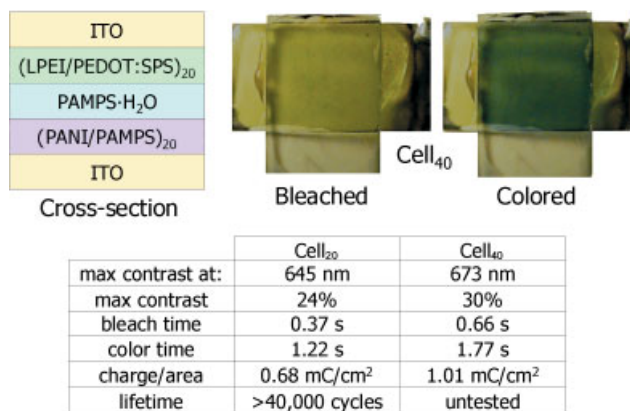 ITO
(LPEI/PEDOT:SPS)₂₀
PAMPS·H₂O
(PANI/PAMPS)₂₀
ITO
Cross-section
Bleached
Cell₄₀
Colored
Cell₂₀ Cell₄₀
max contrast at: 645 nm 673 nm
max contrast 24% 30%
bleach time 0.37 s 0.66 s
color time 1.22 s 1.77 s
charge/area 0.68 mC/cm² 1.01 mC/cm²
lifetime >40,000 cycles untested